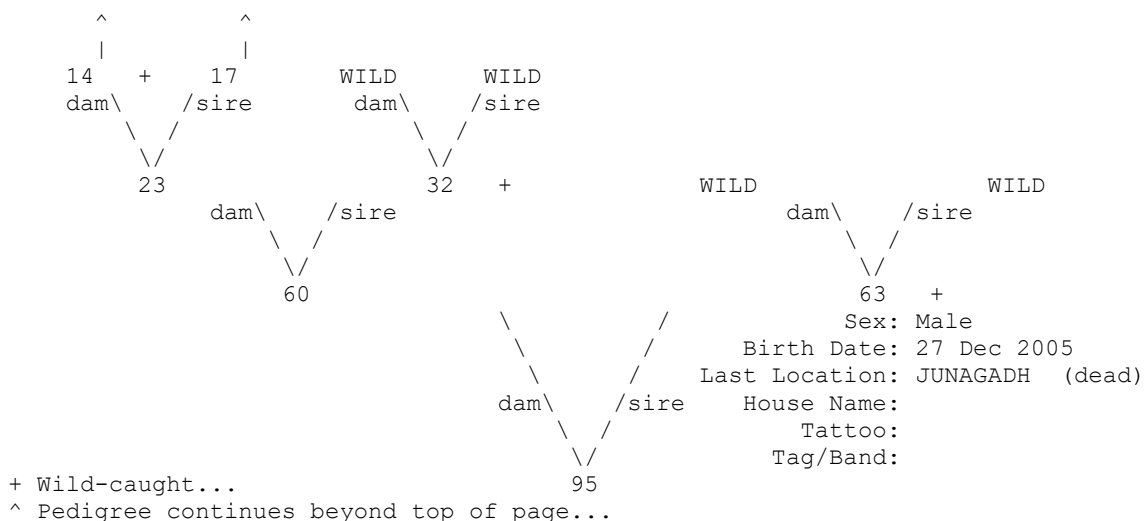 ^ ^
| |
14 + 17 WILD WILD
dam\ /sire dam\ /sire
\ / \ /
\/ \/
23 32 + WILD WILD
dam\ /sire dam\ /sire
\ / \ /
\/ \/
60 63 +
\ / Sex: Male
\ / Birth Date: 27 Dec 2005
\ / Last Location: JUNAGADH (dead)
dam\ /sire House Name:
\ / Tattoo:
\/ Tag/Band:
+ Wild-caught... 95
^ Pedigree continues beyond top of page...